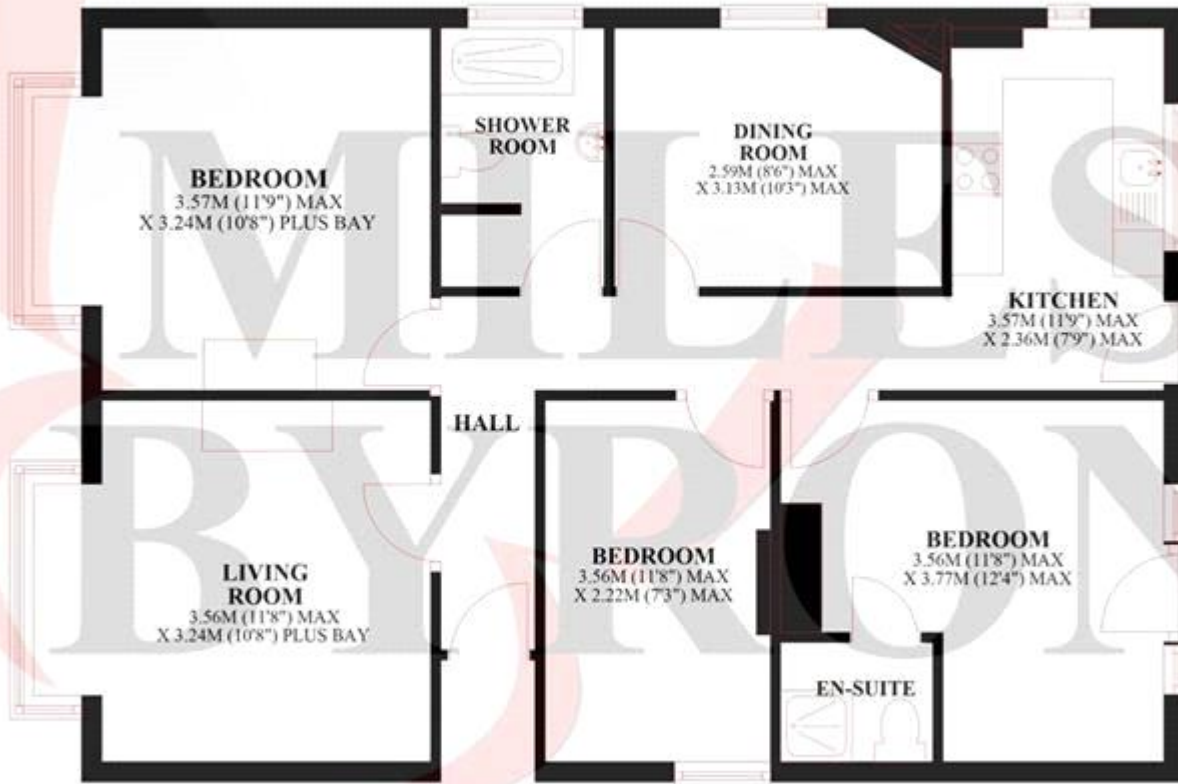 SHOWER
ROOM
DINING
ROOM
2.59M (8'6") MAX
X 3.13M (10'3") MAX
BEDROOM
3.57M (11'9") MAX
X 3.24M (10'8") PLUS BAY
KITCHEN
3.57M (11'9") MAX
X 2.36M (7'9") MAX
MILES
HALL
BYRON
BEDROOM
3.56M (11'8") MAX
X 2.22M (7'3") MAX
BEDROOM
3.56M (11'8") MAX
X 3.77M (12'4") MAX
LIVING
ROOM
3.56M (11'8") MAX
X 3.24M (10'8") PLUS BAY
EN-SUITE